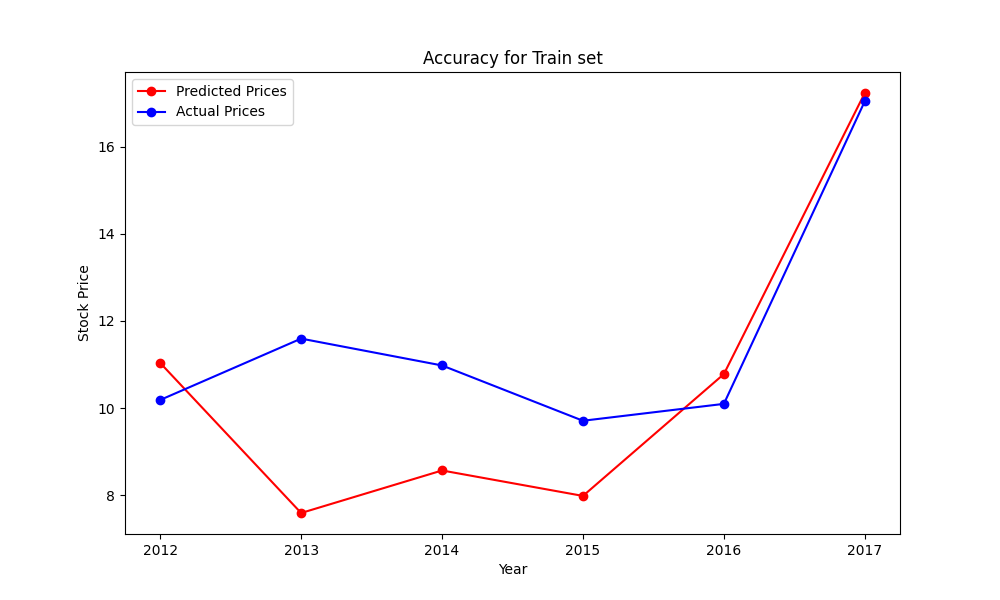 Accuracy for Train set
Predicted Prices
Actual Prices
Stock Price
16
14
12
10
8
2012 2013 2014 2015 2016 2017
Year